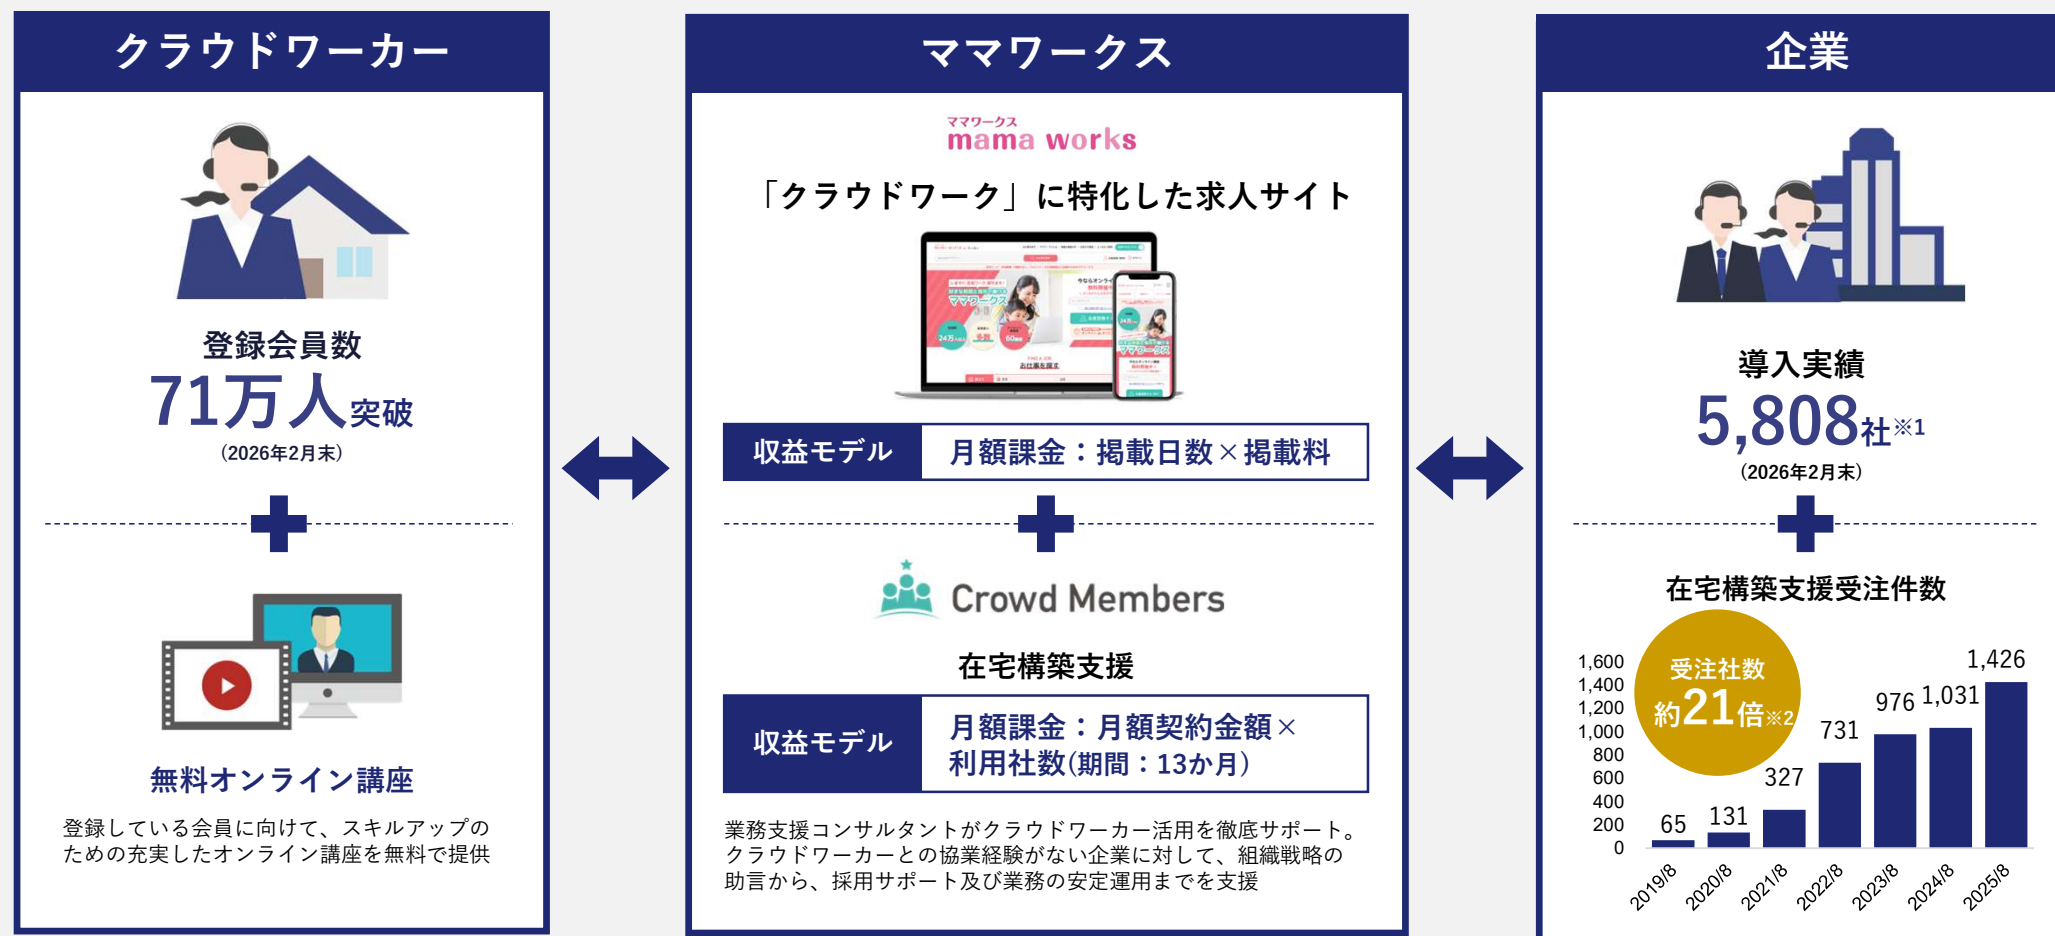 クラウドワーカー
登録会員数
71万人突破
(2026年2月末)
無料オンライン講座
登録している会員に向けて、スキルアップの
ための充実したオンライン講座を無料で提供
ママワークス
ママワークス
mama works
「クラウドワーク」に特化した求人サイト
ママワークス
お仕事を探す
収益モデル
月額課金：掲載日数×掲載料
Crowd Members
在宅構築支援
収益モデル
月額課金：月額契約金額×
利用社数(期間：13か月)
業務支援コンサルタントがクラウドワーカー活用を徹底サポート。
クラウドワーカーとの協業経験がない企業に対して、組織戦略の
助言から、採用サポート及び業務の安定運用までを支援
企業
導入実績
5,808社※1
(2026年2月末)
在宅構築支援受注件数
受注社数
約21倍※2
1,600
1,400
1,200
1,000
800
600
400
200
0
65
131
327
731
976
1,031
1,426
2019/8
2020/8
2021/8
2022/8
2023/8
2024/8
2025/8